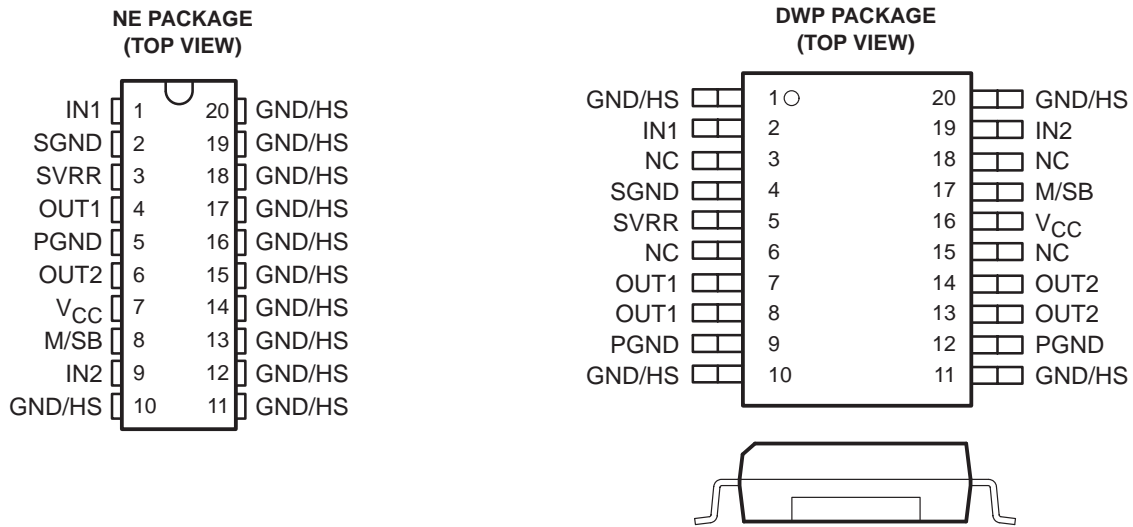 NE PACKAGE
(TOP VIEW)
IN1 1 20 GND/HS
SGND 2 19 GND/HS
SVRR 3 18 GND/HS
OUT1 4 17 GND/HS
PGND 5 16 GND/HS
OUT2 6 15 GND/HS
VCC 7 14 GND/HS
M/SB 8 13 GND/HS
IN2 9 12 GND/HS
GND/HS 10 11 GND/HS
DWP PACKAGE
(TOP VIEW)
GND/HS 1 20 GND/HS
IN1 2 19 IN2
NC 3 18 NC
SGND 4 17 M/SB
SVRR 5 16 VCC
NC 6 15 NC
OUT1 7 14 OUT2
OUT1 8 13 OUT2
PGND 9 12 PGND
GND/HS 10 11 GND/HS